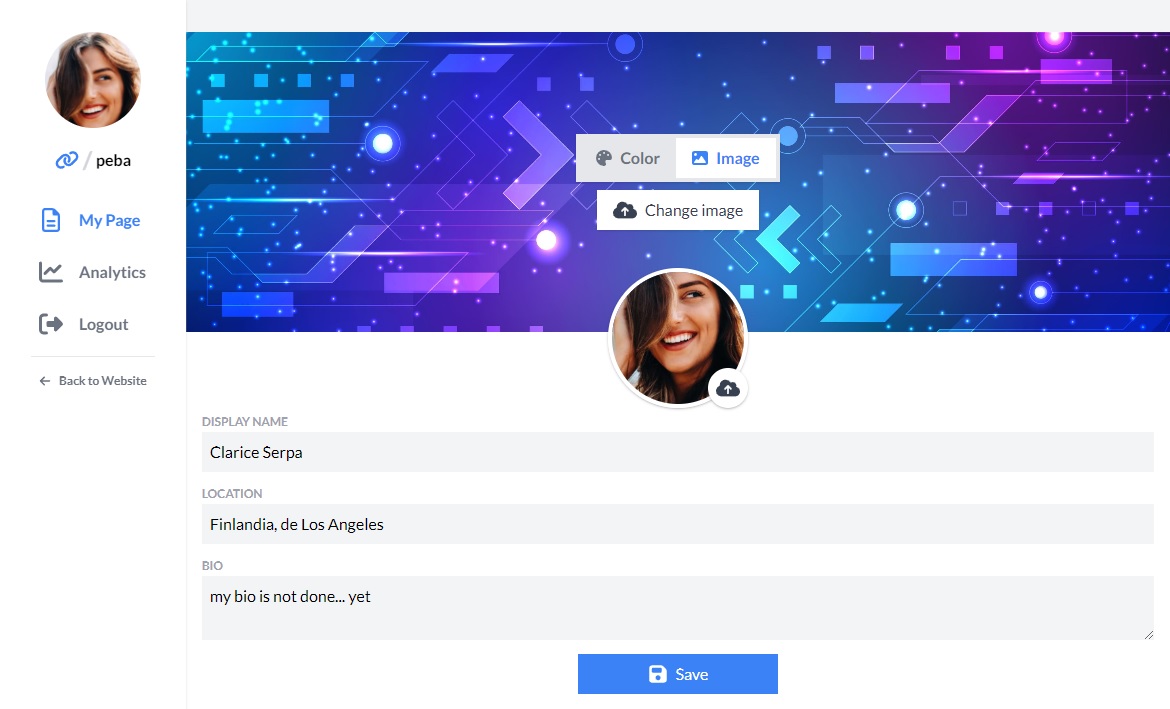 / peba
My Page
Analytics
Logout
Back to Website
Color
Image
Change image
DISPLAY NAME
Clarice Serpa
LOCATION
Finlandia, de Los Angeles
BIO
my bio is not done... yet
Save